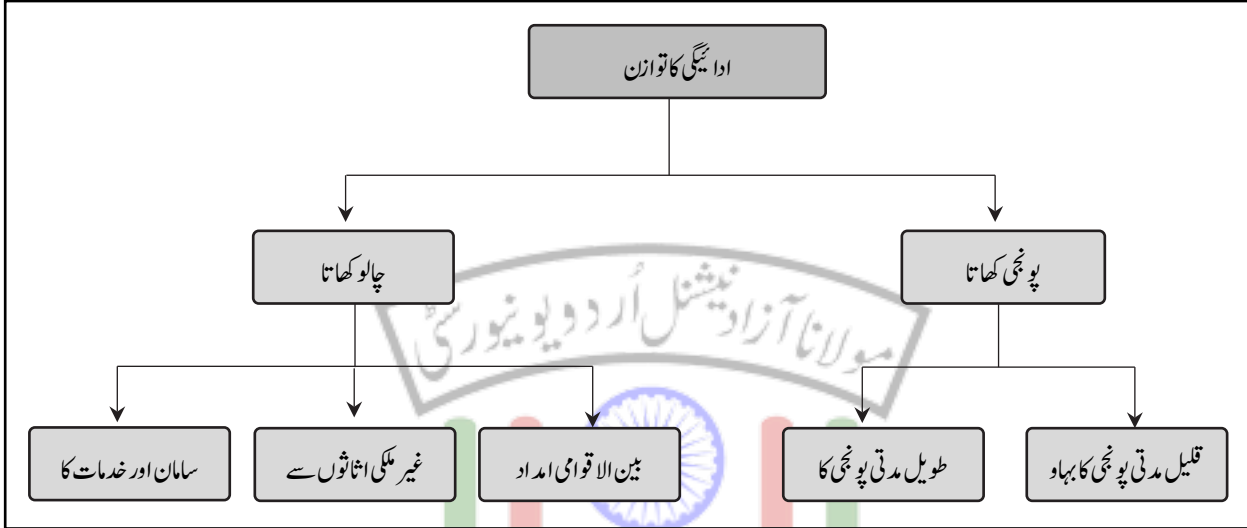 ادائیگی کا توازن
پونجی کھاتا
چالو کھاتا
مولانا آزاد نیشنل اُردو یونیورسٹی
قلیل مدتی پونجی کا بہاو
طویل مدتی پونجی کا
بین الاقوامی امداد
غیر ملکی اثاثوں سے
سامان اور خدمات کا